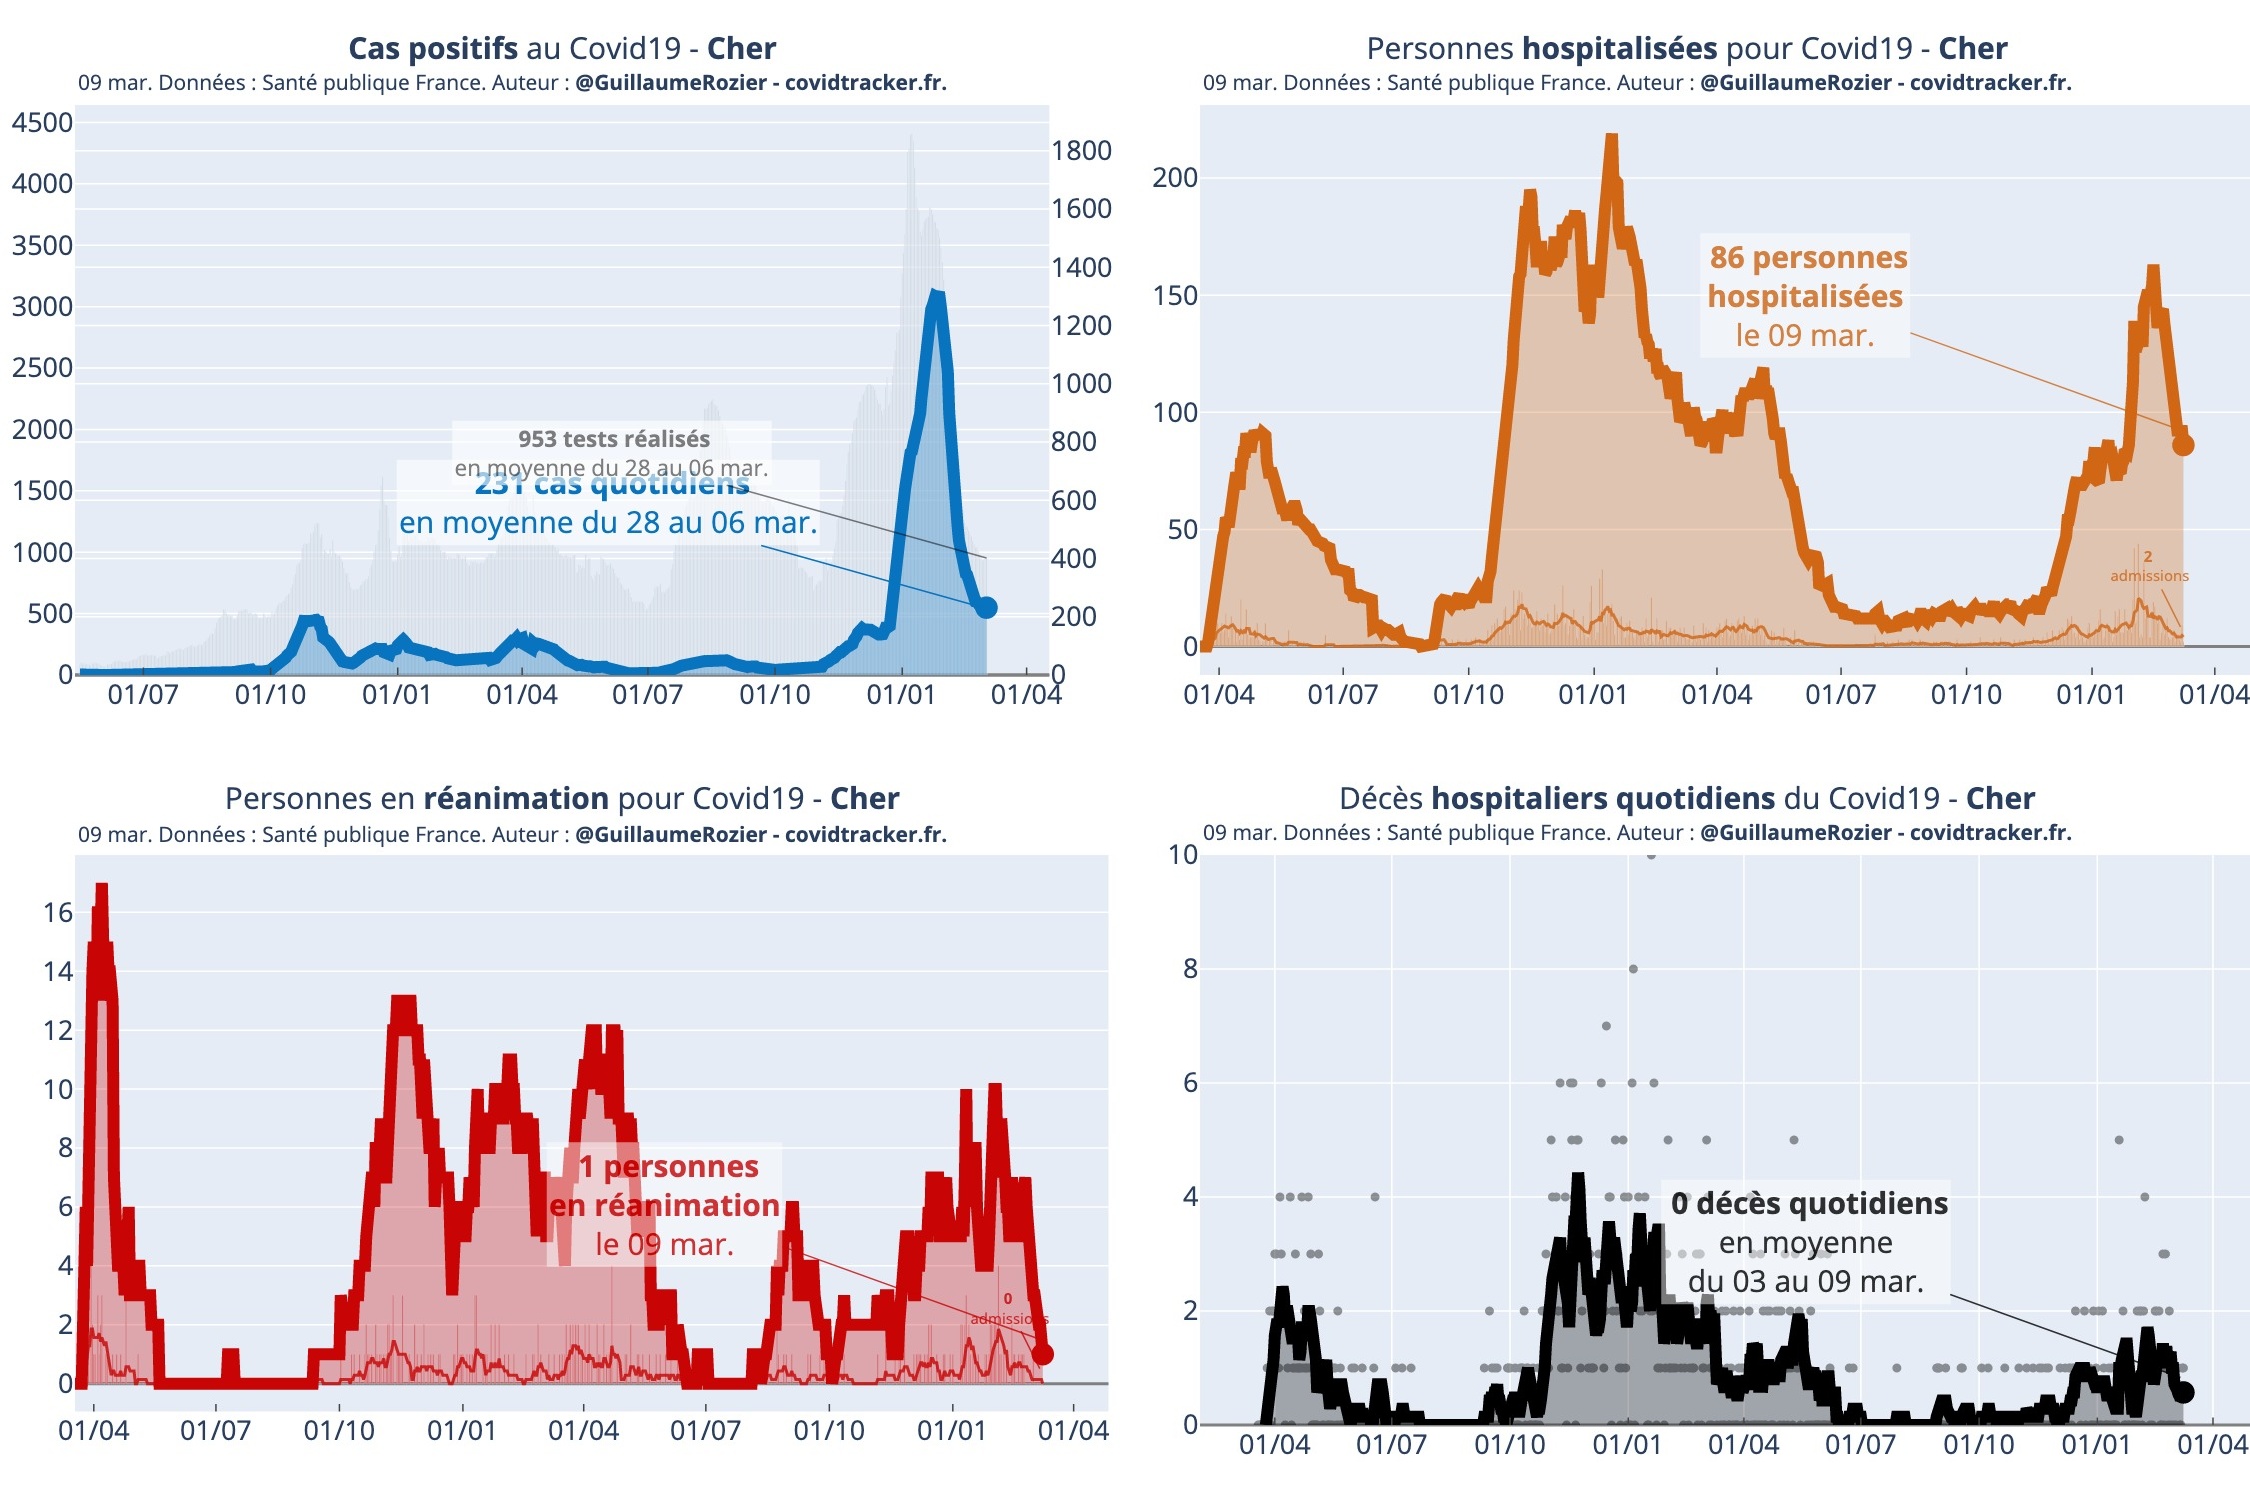 Cas positifs au Covid19 - Cher
09 mar. Données : Santé publique France. Auteur : @GuillaumeRozier - covidtracker.fr.
4500
4000
3500
3000
2500
2000
1500
1000
500
0
1800
1600
1400
1200
1000
800
600
400
200
0
953 tests réalisés
en moyenne du 28 au 06 mar.
231 cas quotidiens
en moyenne du 28 au 06 mar.
01/07 01/10 01/01 01/04 01/07 01/10 01/01 01/04
Personnes hospitalisées pour Covid19 - Cher
09 mar. Données : Santé publique France. Auteur : @GuillaumeRozier - covidtracker.fr.
200
150
100
50
0
86 personnes
hospitalisées
le 09 mar.
2
admissions
01/04 01/07 01/10 01/01 01/04 01/07 01/10 01/01 01/04
Personnes en réanimation pour Covid19 - Cher
09 mar. Données : Santé publique France. Auteur : @GuillaumeRozier - covidtracker.fr.
16
14
12
10
8
6
4
2
0
1 personnes
en réanimation
le 09 mar.
0
admissions
01/04 01/07 01/10 01/01 01/04 01/07 01/10 01/01 01/04
Décès hospitaliers quotidiens du Covid19 - Cher
09 mar. Données : Santé publique France. Auteur : @GuillaumeRozier - covidtracker.fr.
10
8
6
4
2
0
0 décès quotidiens
en moyenne
du 03 au 09 mar.
01/04 01/07 01/10 01/01 01/04 01/07 01/10 01/01 01/04